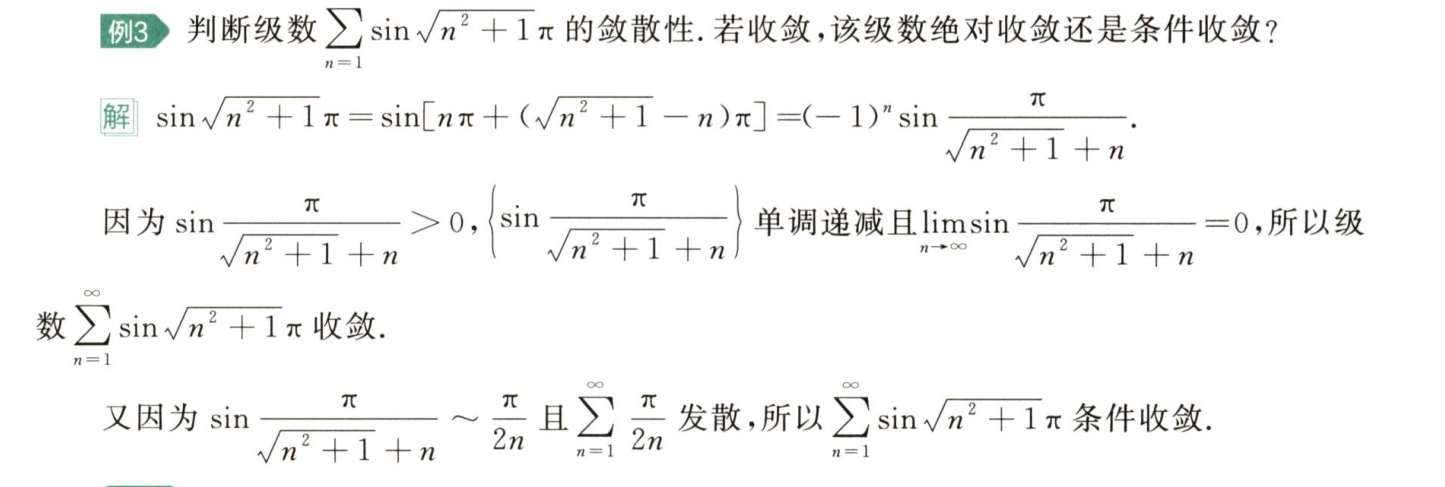 例3 判断级数 $\sum_{n=1} \sin\sqrt{n^2+1}\pi$ 的敛散性.若收敛,该级数绝对收敛还是条件收敛?
解 $\sin\sqrt{n^2+1}\pi=\sin[n\pi+(\sqrt{n^2+1}-n)\pi]=(-1)^n\sin\frac{\pi}{\sqrt{n^2+1}+n}.$
因为 $\sin\frac{\pi}{\sqrt{n^2+1}+n}>0,\left\{\sin\frac{\pi}{\sqrt{n^2+1}+n}\right\}$ 单调递减且 $\lim_{n\to\infty}\sin\frac{\pi}{\sqrt{n^2+1}+n}=0$,所以级
数 $\sum_{n=1}^{\infty}\sin\sqrt{n^2+1}\pi$ 收敛.
又因为 $\sin\frac{\pi}{\sqrt{n^2+1}+n}\sim\frac{\pi}{2n}$ 且 $\sum_{n=1}^{\infty}\frac{\pi}{2n}$ 发散,所以 $\sum_{n=1}^{\infty}\sin\sqrt{n^2+1}\pi$ 条件收敛.